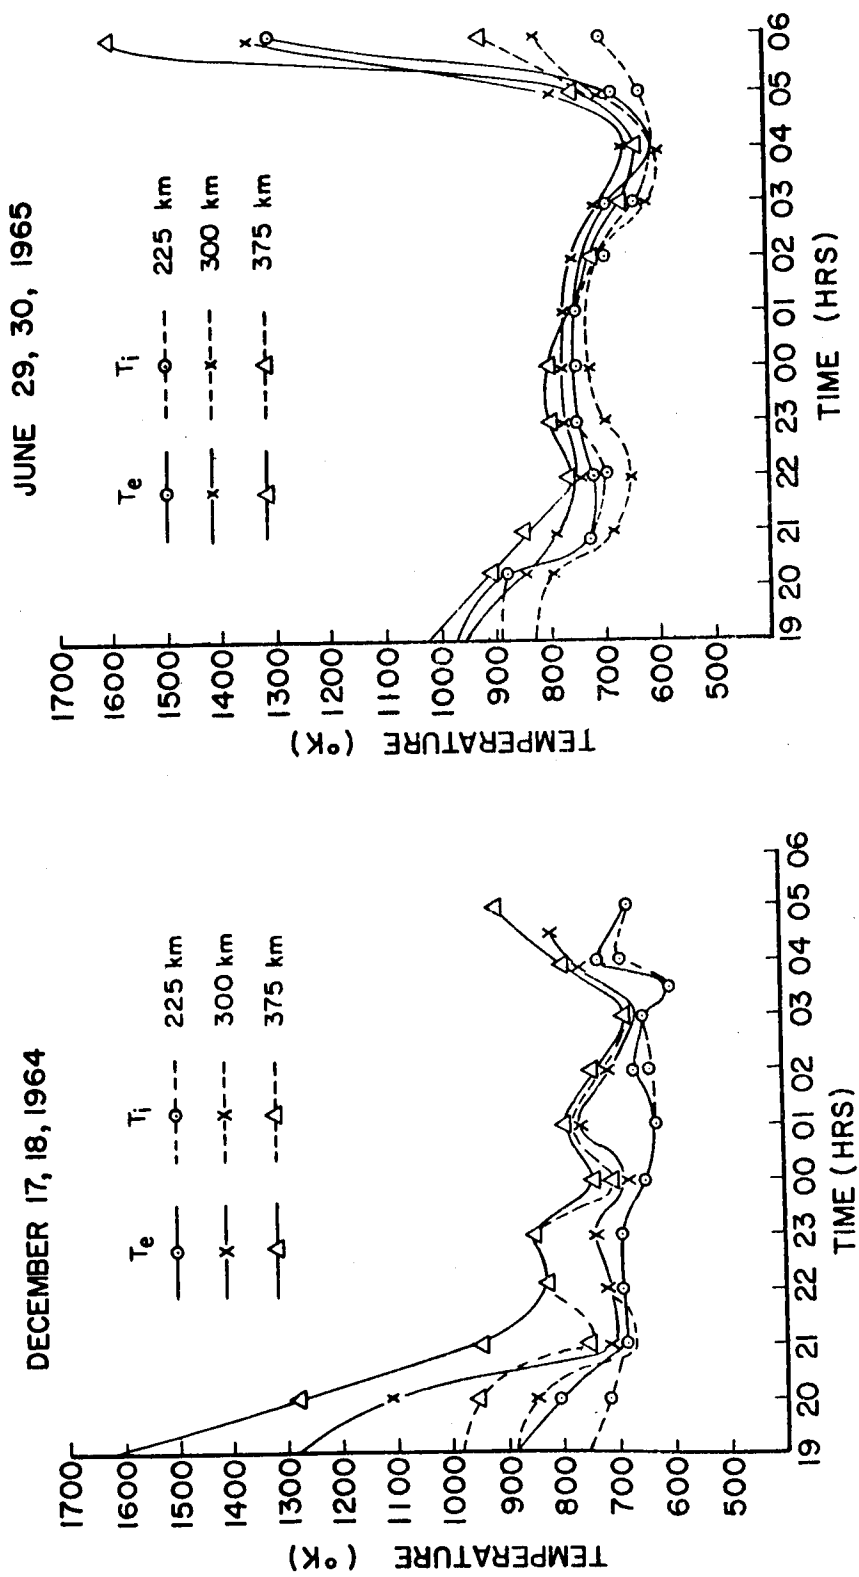 DECEMBER 17, 18, 1964
Te Ti
225 km
300 km
375 km
TEMPERATURE (°K)
1700
1600
1500
1400
1300
1200
1100
1000
900
800
700
600
500
19 20 21 22 23 00 01 02 03 04 05 06
TIME (HRS)
JUNE 29, 30, 1965
Te Ti
225 km
300 km
375 km
TEMPERATURE (°K)
1700
1600
1500
1400
1300
1200
1100
1000
900
800
700
600
500
19 20 21 22 23 00 01 02 03 04 05 06
TIME (HRS)